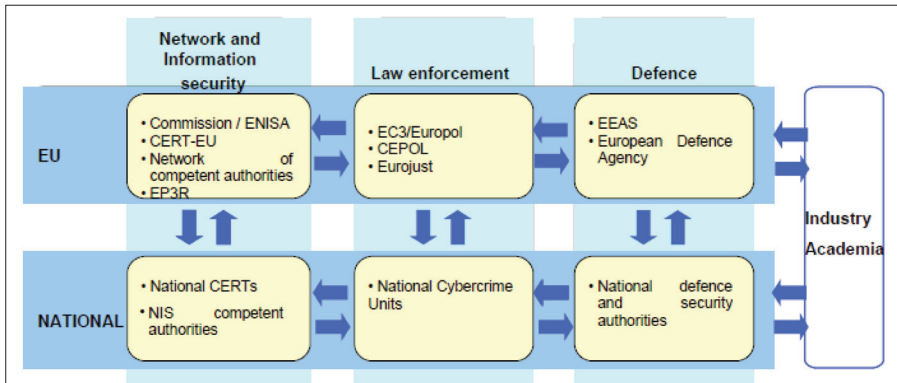 Network and
Information
security
Law enforcement
Defence
EU
• Commission / ENISA
• CERT-EU
• Network of
competent authorities
• EP3R
• EC3/Europol
• CEPOL
• Eurojust
• EEAS
• European Defence
Agency
Industry
Academia
NATIONAL
• National CERTs
• NIS competent
authorities
• National Cybercrime
Units
• National defence
and security
authorities